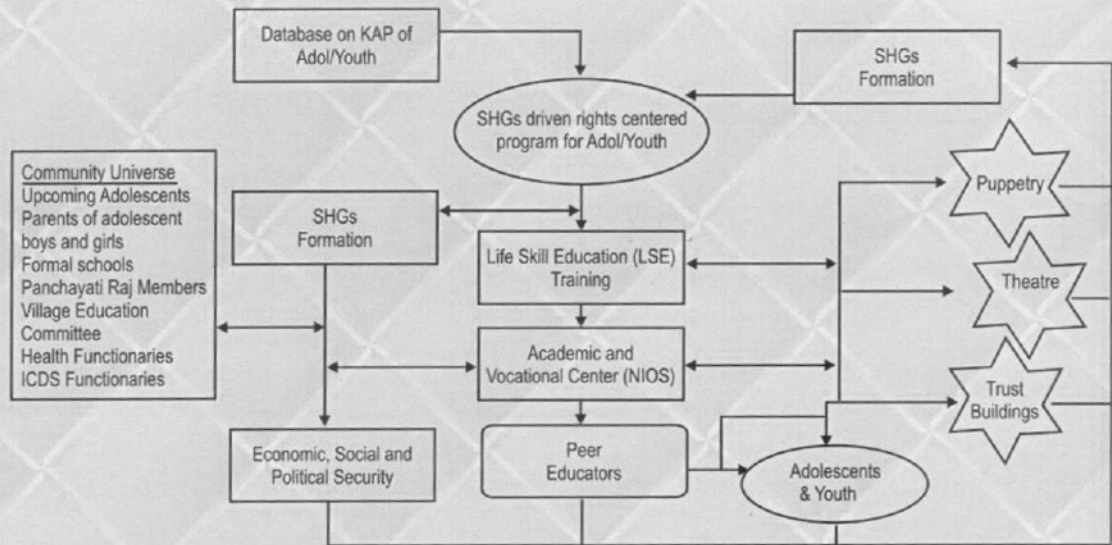 Database on KAP of
Adol/Youth
SHGs
Formation
SHGs driven rights centered
program for Adol/Youth
Community Universe
Upcoming Adolescents
Parents of adolescent
boys and girls
Formal schools
Panchayati Raj Members
Village Education
Committee
Health Functionaries
ICDS Functionaries
SHGs
Formation
Life Skill Education (LSE)
Training
Academic and
Vocational Center (NIOS)
Economic, Social and
Political Security
Peer
Educators
Adolescents
& Youth
Puppetry
Theatre
Trust
Buildings